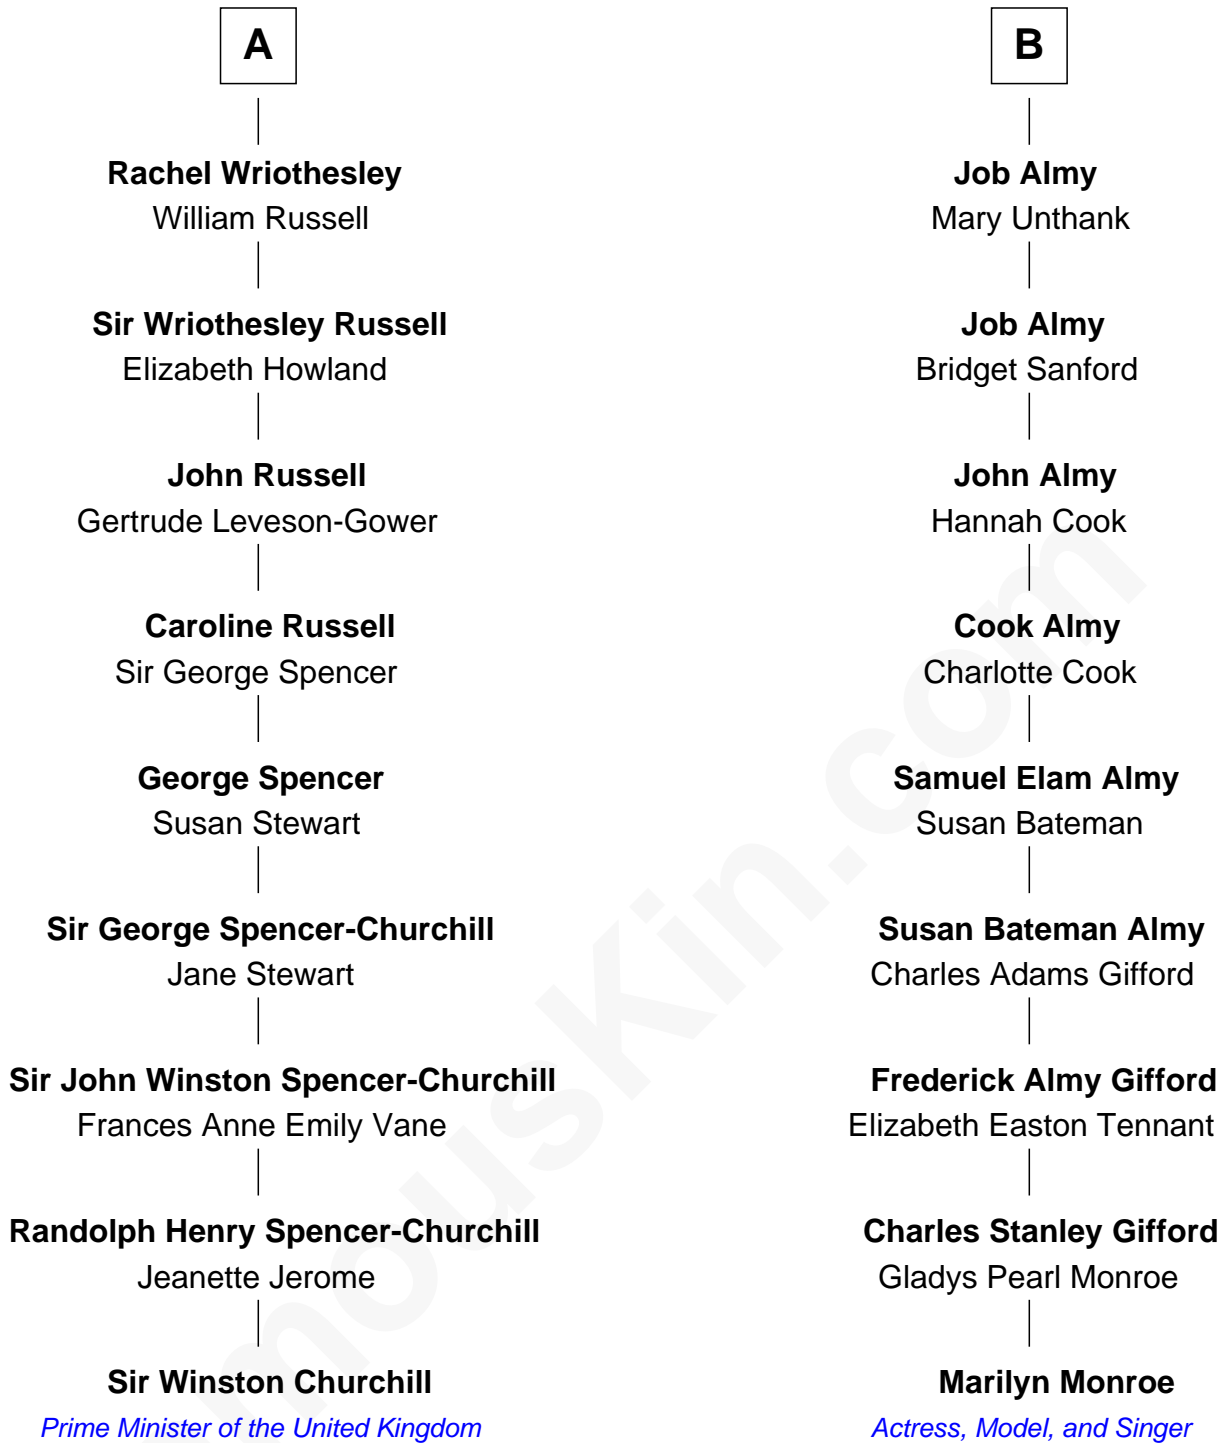 A
Rachel Wriothesley
William Russell
Sir Wriothesley Russell
Elizabeth Howland
John Russell
Gertrude Leveson-Gower
Caroline Russell
Sir George Spencer
George Spencer
Susan Stewart
Sir George Spencer-Churchill
Jane Stewart
Sir John Winston Spencer-Churchill
Frances Anne Emily Vane
Randolph Henry Spencer-Churchill
Jeanette Jerome
Sir Winston Churchill
Prime Minister of the United Kingdom
B
Job Almy
Mary Unthank
Job Almy
Bridget Sanford
John Almy
Hannah Cook
Cook Almy
Charlotte Cook
Samuel Elam Almy
Susan Bateman
Susan Bateman Almy
Charles Adams Gifford
Frederick Almy Gifford
Elizabeth Easton Tennant
Charles Stanley Gifford
Gladys Pearl Monroe
Marilyn Monroe
Actress, Model, and Singer
mousKin.com